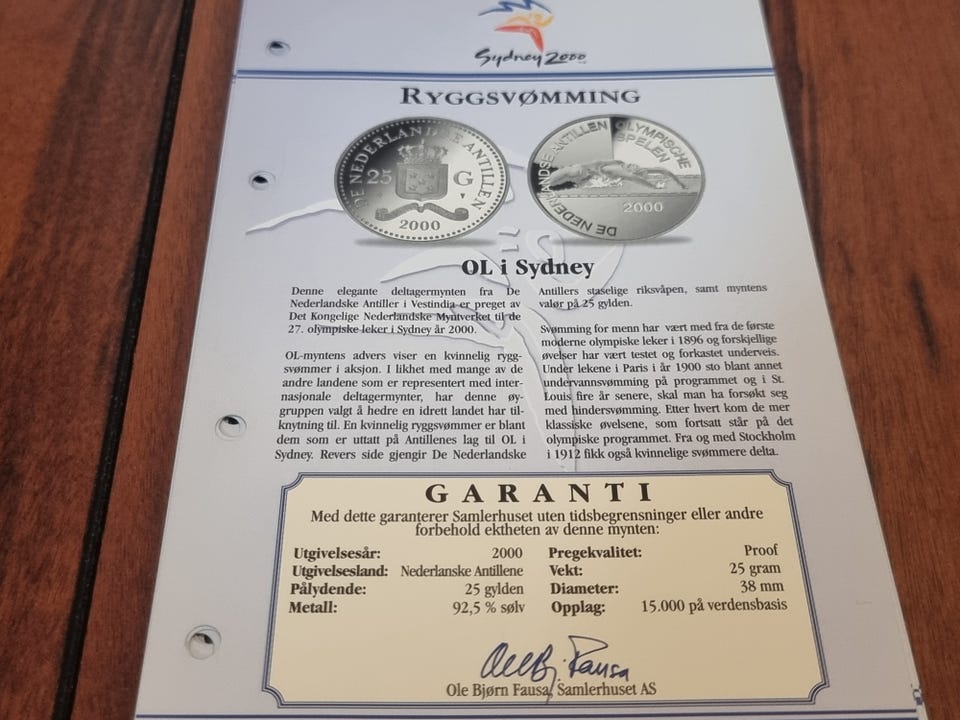 Sydney 2000
RYGGSVØMMING
DE NEDERLANDSE ANTILLEN
25 G
2000
DE NEDERLANDSE ANTILLEN OLYMPISCHE
SPELEN
2000
OL i Sydney
Denne elegante deltagermynten fra De
Nederlandske Antiller i Vestindia er preget av
Det Kongelige Nederlandske Myntverket til de
27. olympiske leker i Sydney år 2000.
OL-myntens advers viser en kvinnelig rygg-
svømmer i aksjon. I likhet med mange av de
andre landene som er representert med inter-
nasjonale deltagermynter, har denne øy-
gruppen valgt å hedre en idrett landet har til-
knytning til. En kvinnelig ryggsvømmer er blant
dem som er uttatt på Antillenes lag til OL i
Sydney. Revers side gjengir De Nederlandske
Antillers staselige riksvåpen, samt myntens
valør på 25 gylden.
Svømming for menn har vært med fra de første
moderne olympiske leker i 1896 og forskjellige
øvelser har vært testet og forkastet underveis.
Under lekene i Paris i år 1900 sto blant annet
undervannsvømming på programmet og i St.
Louis fire år senere, skal man ha forsøkt seg
med hindersvømming. Etter hvert kom de mer
klassiske øvelsene, som fortsatt står på det
olympiske programmet. Fra og med Stockholm
i 1912 fikk også kvinnelige svømmere delta.
GARANTI
Med dette garanterer Samlerhuset uten tidsbegrensninger eller andre
forbehold ektheten av denne mynten:
Utgivelsesår: 2000
Utgivelsesland: Nederlanske Antillene
Pålydende: 25 gylden
Metall: 92,5 % sølv
Pregekvalitet: Proof
Vekt: 25 gram
Diameter: 38 mm
Opplag: 15.000 på verdensbasis
Ole Bj. Fausa
Ole Bjørn Fausa, Samlerhuset AS